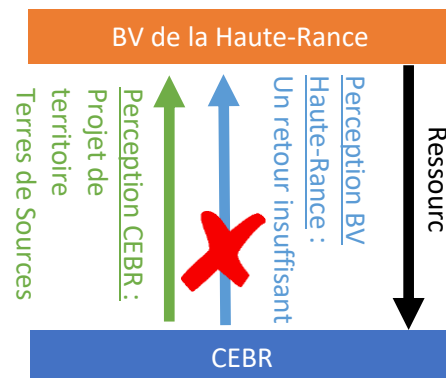 BV de la Haute-Rance
Perception CEBR :
Projet de
territoire
Terres de Sources
Perception BV
Haute-Rance :
Un retour insuffisant
Ressourc
CEBR